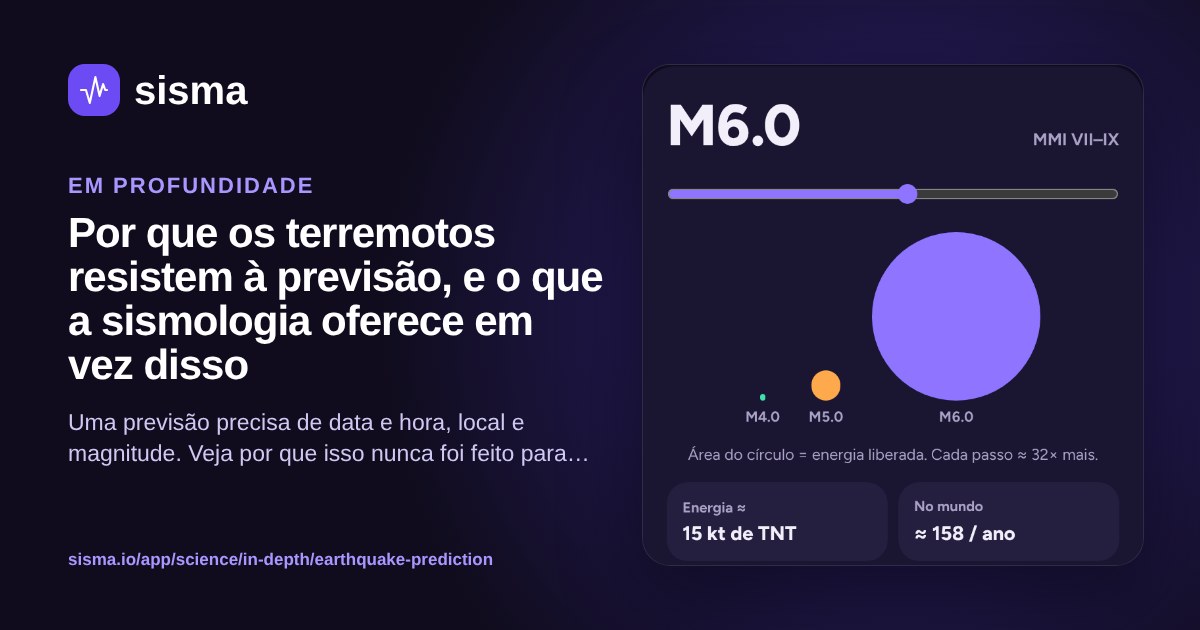 sisma
EM PROFUNDIDADE
Por que os terremotos
resistem à previsão, e o que
a sismologia oferece em
vez disso
Uma previsão precisa de data e hora, local e
magnitude. Veja por que isso nunca foi feito para…
sisma.io/app/science/in-depth/earthquake-prediction
M6.0
MMI VII–IX
M4.0
M5.0
M6.0
Área do círculo = energia liberada. Cada passo ≈ 32× mais.
Energia ≈
15 kt de TNT
No mundo
≈ 158 / ano